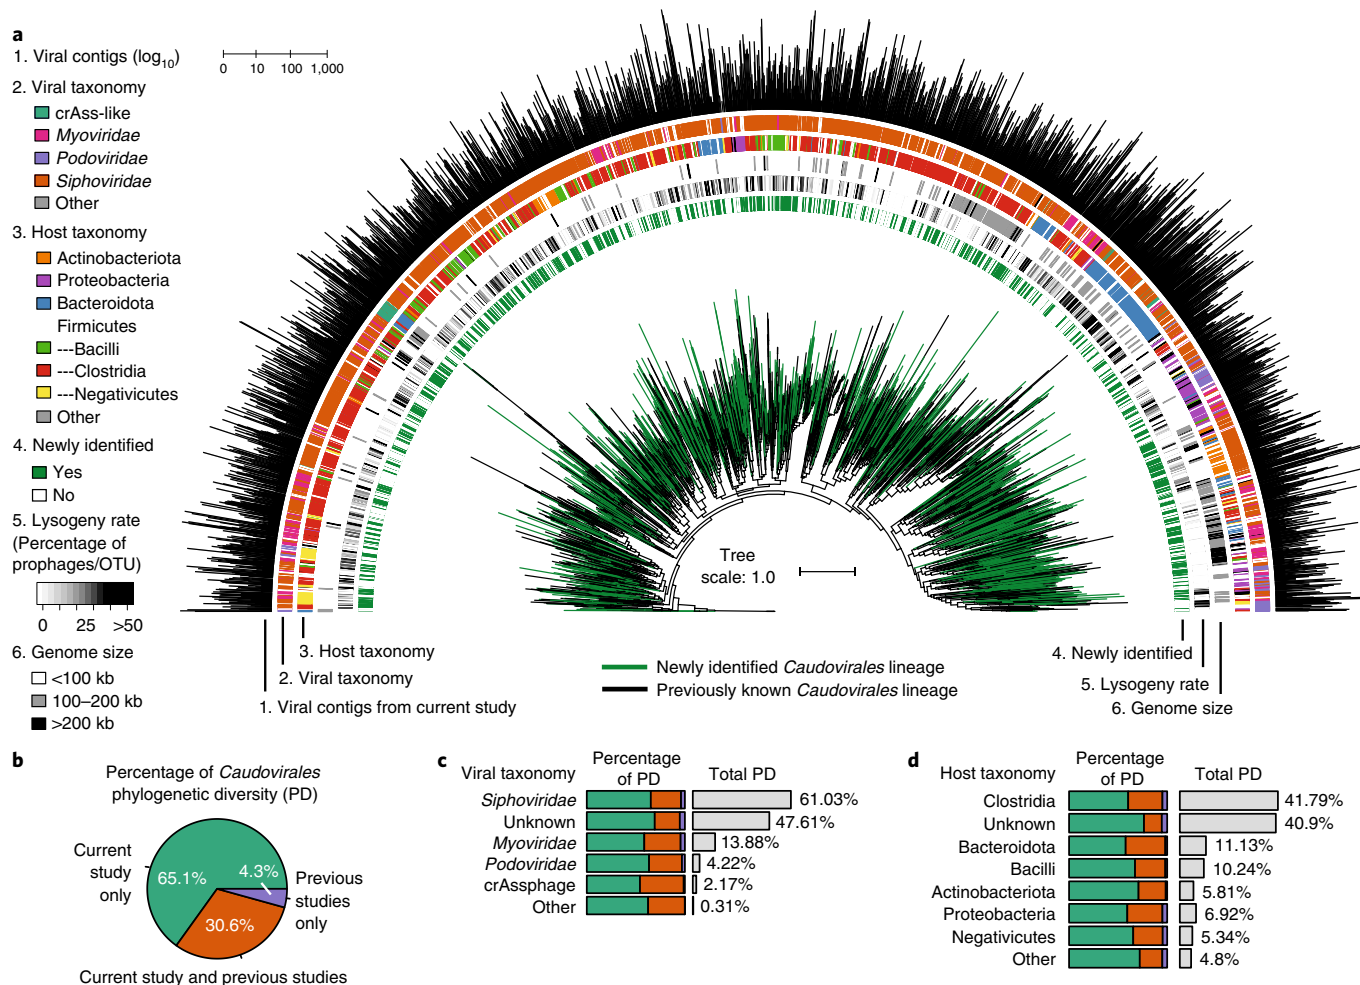 a
1. Viral contigs (log10)
0 10 100 1,000
2. Viral taxonomy
crAss-like
Myoviridae
Podoviridae
Siphoviridae
Other
3. Host taxonomy
Actinobacteriota
Proteobacteria
Bacteroidota
Firmicutes
---Bacilli
---Clostridia
---Negativicutes
Other
4. Newly identified
Yes
No
5. Lysogeny rate
(Percentage of
prophages/OTU)
0 25 >50
6. Genome size
<100 kb
100–200 kb
>200 kb
Tree
scale: 1.0
3. Host taxonomy
2. Viral taxonomy
1. Viral contigs from current study
Newly identified Caudovirales lineage
Previously known Caudovirales lineage
4. Newly identified
5. Lysogeny rate
6. Genome size
b
Percentage of Caudovirales
phylogenetic diversity (PD)
Current
study
only
65.1%
4.3%
Previous
studies
only
30.6%
Current study and previous studies
c
Viral taxonomy Percentage of PD Total PD
Siphoviridae 61.03%
Unknown 47.61%
Myoviridae 13.88%
Podoviridae 4.22%
crAssphage 2.17%
Other 0.31%
d
Host taxonomy Percentage of PD Total PD
Clostridia 41.79%
Unknown 40.9%
Bacteroidota 11.13%
Bacilli 10.24%
Actinobacteriota 5.81%
Proteobacteria 6.92%
Negativicutes 5.34%
Other 4.8%